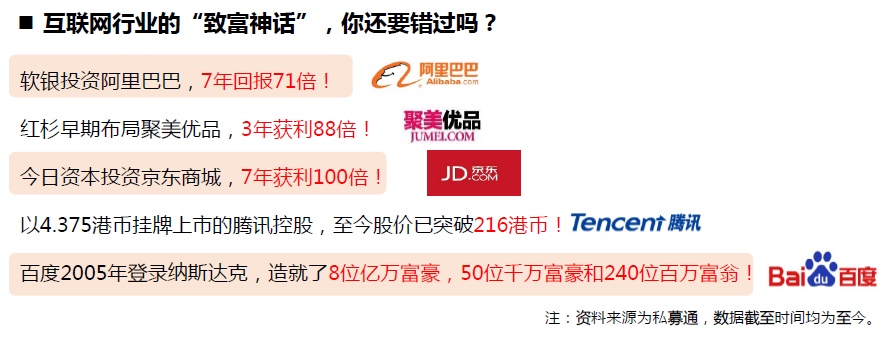 ■ 互联网行业的“致富神话”，你还要错过吗？
软银投资阿里巴巴，7年回报71倍！
阿里巴巴
Alibaba.com
红杉早期布局聚美优品，3年获利88倍！
聚美优品
JUMEI.COM
今日资本投资京东商城，7年获利100倍！
JD.京东
.COM
以4.375港币挂牌上市的腾讯控股，至今股价已突破216港币！
Tencent 腾讯
百度2005年登录纳斯达克，造就了8位亿万富豪，50位千万富豪和240位百万富翁！
Bai du 百度
注：资料来源为私募通，数据截至时间均为至今。